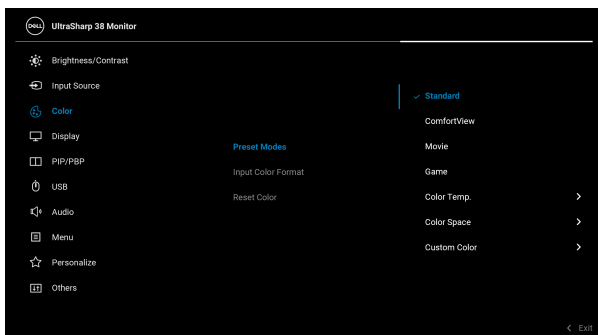 DELL UltraSharp 38 Monitor
Brightness/Contrast
Input Source
Color
Display
PIP/PBP
USB
Audio
Menu
Personalize
Others
Preset Modes
Input Color Format
Reset Color
Standard
ComfortView
Movie
Game
Color Temp.
Color Space
Custom Color
Exit